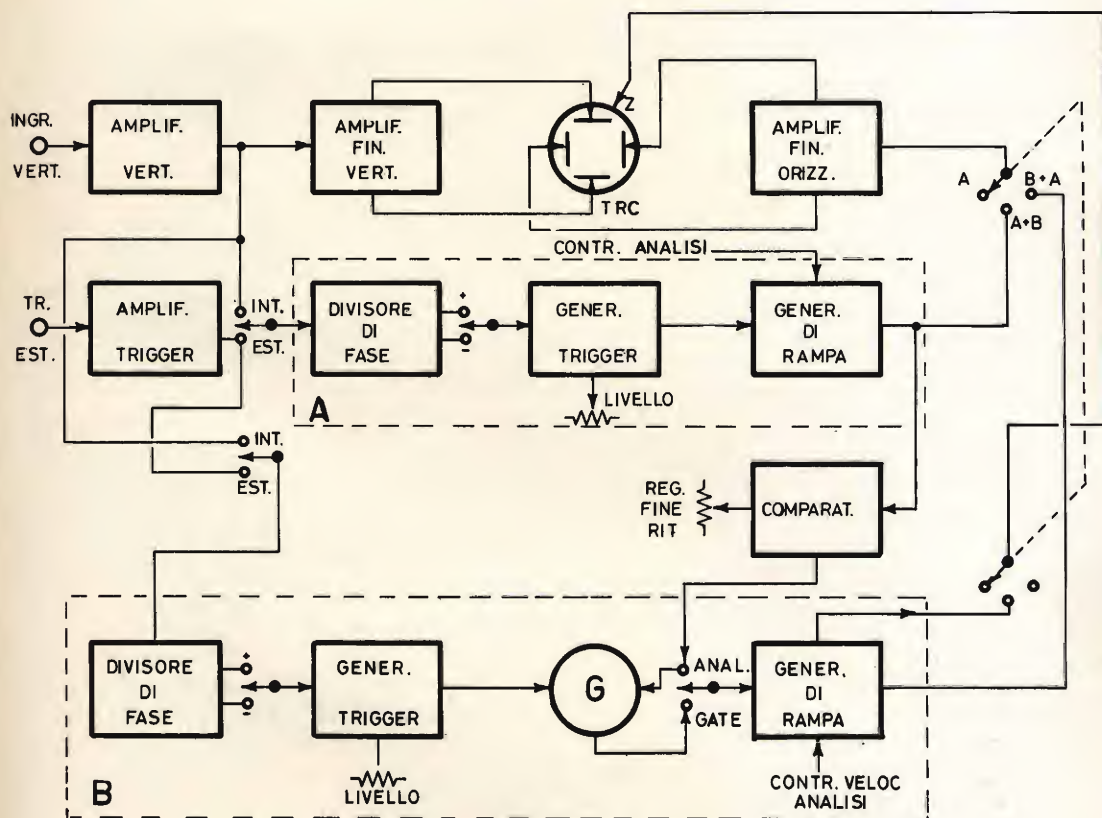 INGR.
VERT.
AMPLIF.
VERT.
AMPLIF.
FIN.
VERT.
Z
TRC
AMPLIF.
FIN.
ORIZZ.
A
B+A
A+B
CONTR. ANALISI
TR.
EST.
AMPLIF.
TRIGGER
INT.
EST.
DIVISORE
DI
FASE
+
-
GENER.
TRIGGER
GENER.
DI
RAMPA
LIVELLO
A
INT.
EST.
REG.
FINE
RIT
COMPARAT.
DIVISORE
DI
FASE
+
-
GENER.
TRIGGER
G
ANAL.
GATE
GENER.
DI
RAMPA
LIVELLO
CONTR. VELOC
ANALISI
B